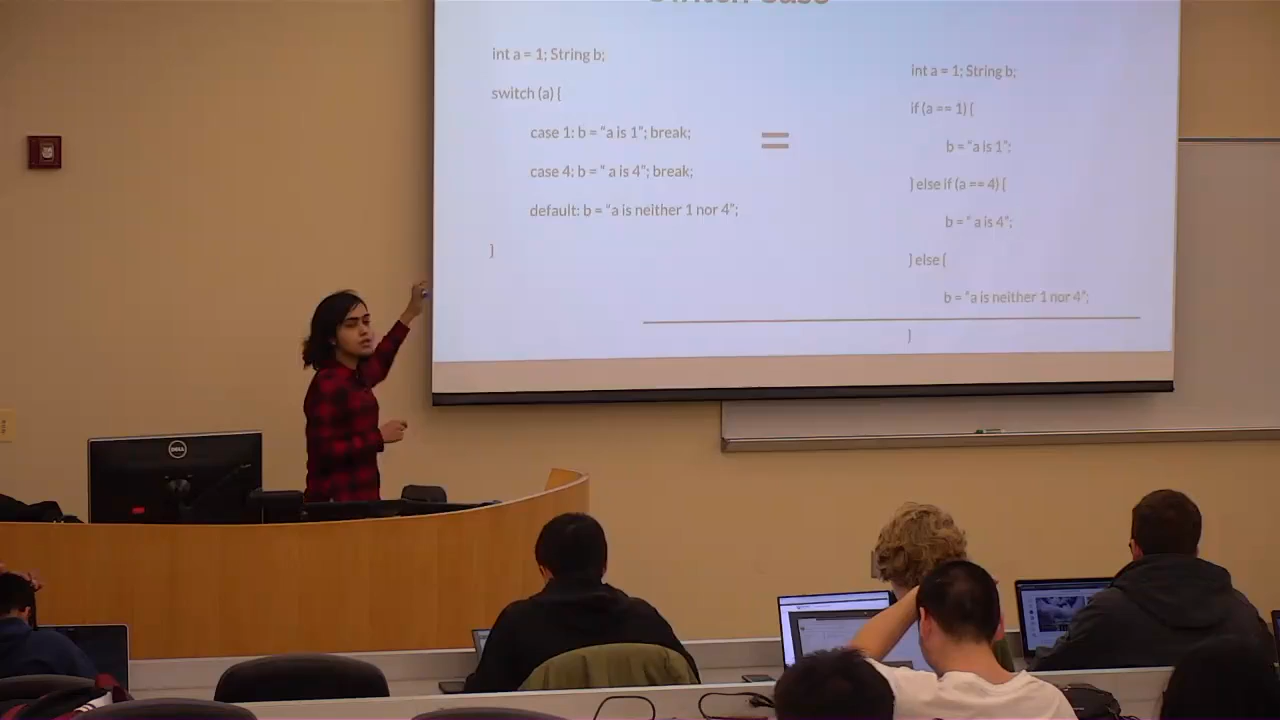 Switch Case
int a = 1; String b;
switch (a) {
case 1: b = “a is 1”; break;
case 4: b = “ a is 4”; break;
default: b = “a is neither 1 nor 4”;
}
=
int a = 1; String b;
if (a == 1) {
b = “a is 1”;
} else if (a == 4) {
b = “ a is 4”;
} else {
b = “a is neither 1 nor 4”;
}
DELL